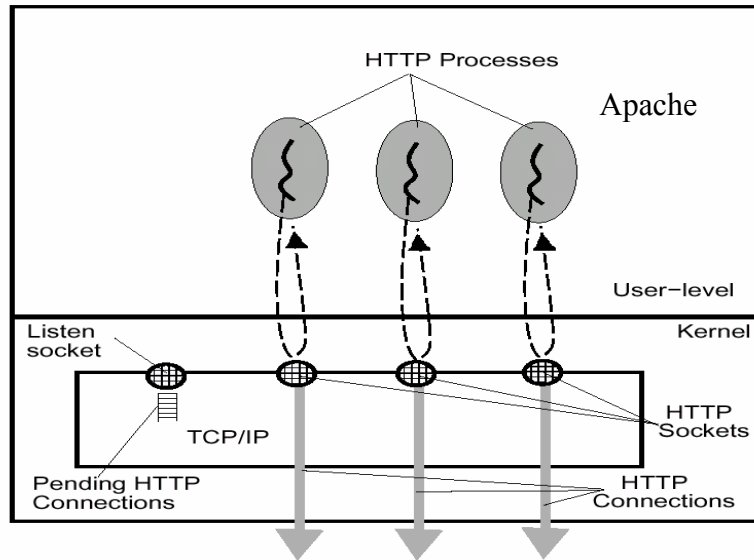 HTTP Processes
Apache
User-level
Kernel
Listen
socket
TCP/IP
HTTP
Sockets
Pending HTTP
Connections
HTTP
Connections